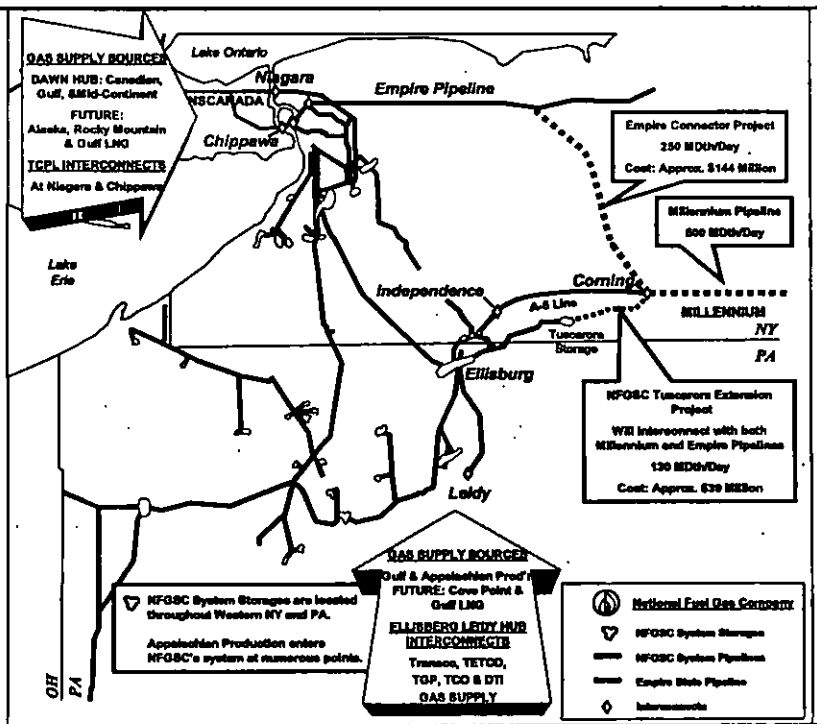 GAS SUPPLY SOURCES
DAWN HUB: Canadian,
Gulf, &Mid-Continent
FUTURE:
Alaska, Rocky Mountain
& Gulf LNG
TCPL INTERCONNECTS
At Niagara & Chippawa
Lake Ontario
Niagara
NSCANADA
Chippawa
Empire Pipeline
Empire Connector Project
250 MDth/Day
Cost: Approx. $144 Million
Millennium Pipeline
500 MDth/Day
Lake
Erie
Independence
Corning
A-5 Line
MILLENNIUM
NY
PA
Tuscarora
Storage
Ellisburg
NFGSC Tuscarora Extension
Project
Will interconnect with both
Millennium and Empire Pipelines
130 MDth/Day
Cost: Approx. $39 Million
Leidy
GAS SUPPLY SOURCES
Gulf & Appalachian Prod'n
FUTURE: Cove Point &
Gulf LNG
ELLISBERG LEIDY HUB
INTERCONNECTS
Transco, TETCO,
TGP, TCO & DTI
GAS SUPPLY
NFGSC System Storages are located
throughout Western NY and PA.
Appalachian Production enters
NFGSC's system at numerous points.
OH
PA
National Fuel Gas Company
NFGSC System Storages
NFGSC System Pipelines
Empire State Pipeline
Interconnects